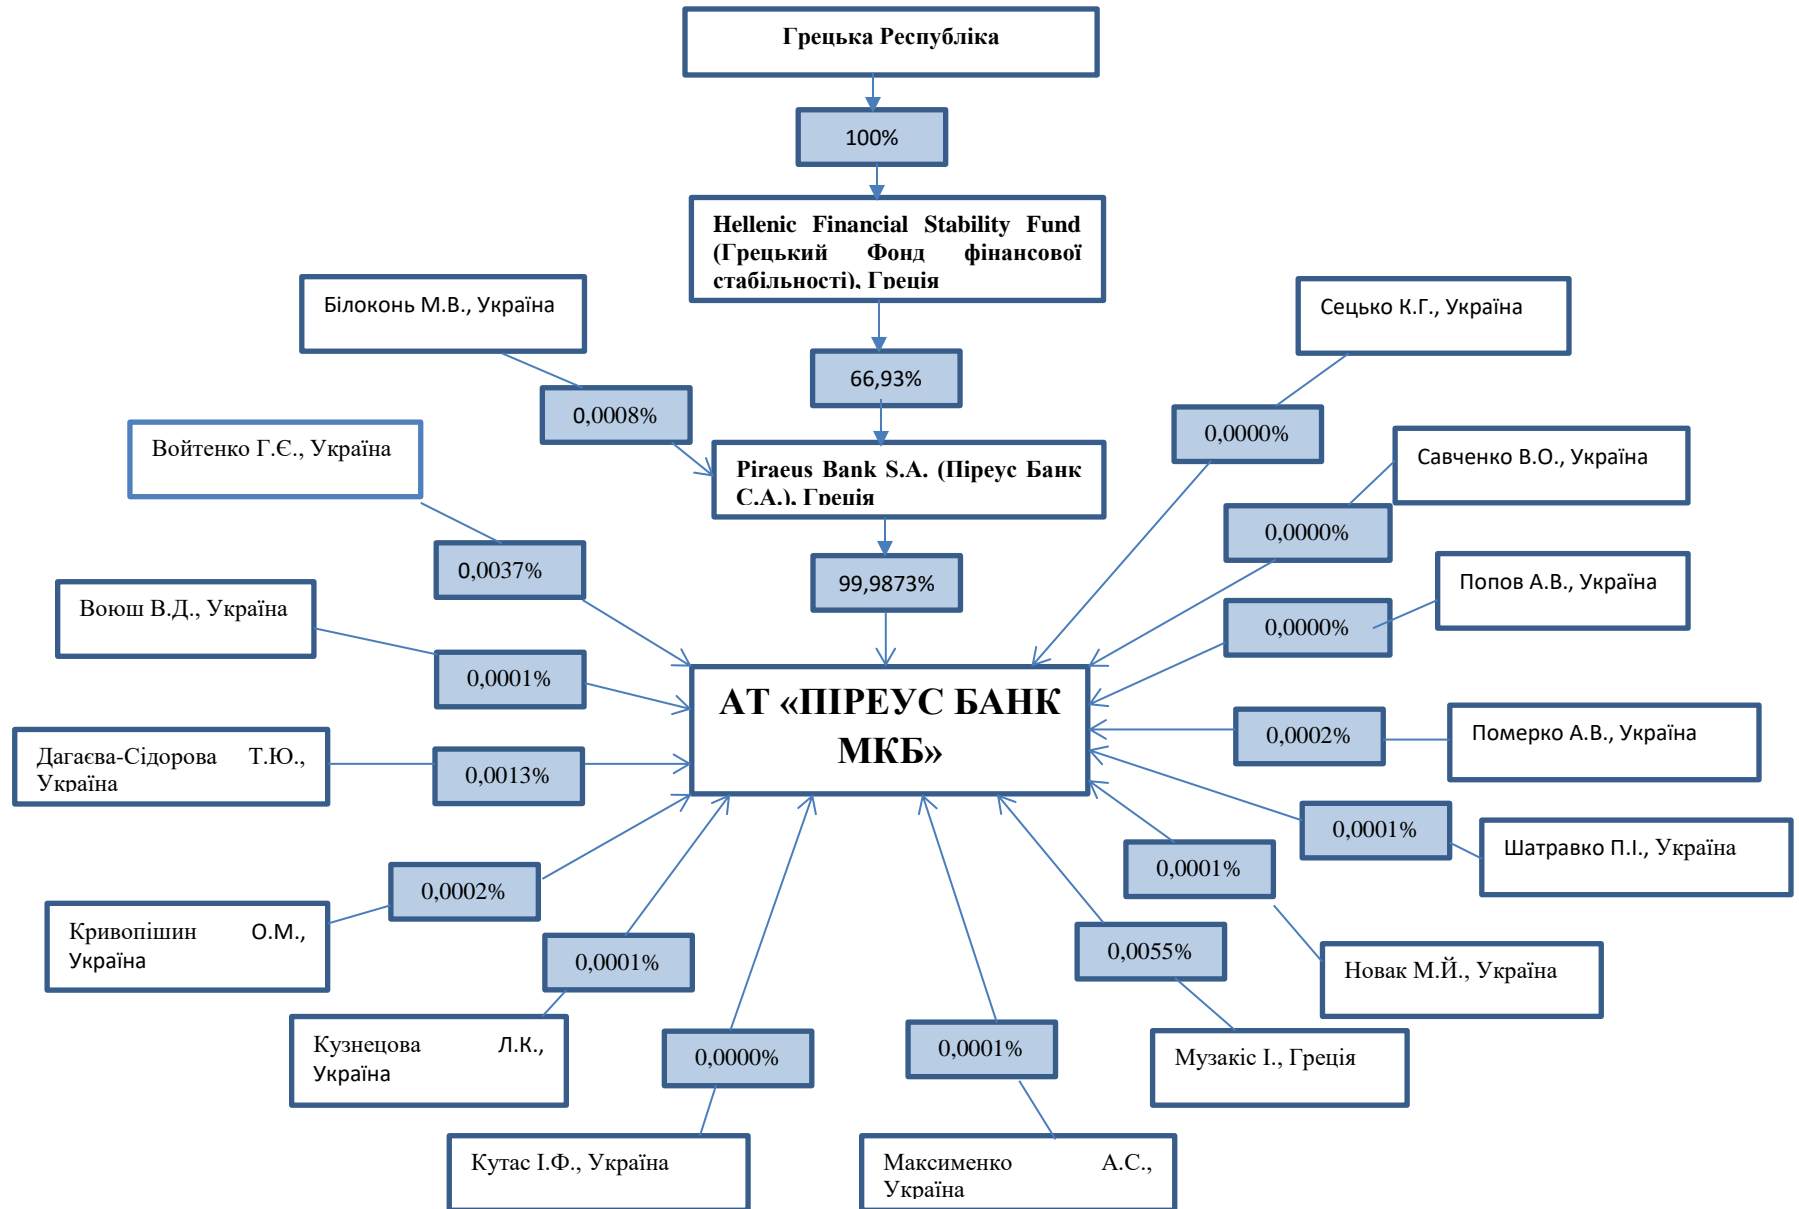 Грецька Республіка
100%
Hellenic Financial Stability Fund
(Грецький Фонд фінансової
стабільності), Греція
Білоконь М.В., Україна
Сецько К.Г., Україна
66,93%
0,0008%
0,0000%
Войтенко Г.Є., Україна
Савченко В.О., Україна
Piraeus Bank S.A. (Піреус Банк
С.А.), Греція
0,0000%
0,0037%
99,9873%
Попов А.В., Україна
Воюш В.Д., Україна
0,0000%
0,0001%
АТ «ПІРЕУС БАНК
МКБ»
0,0002%
Померко А.В., Україна
Дагаєва-Сідорова Т.Ю.,
Україна
0,0013%
0,0001%
Шатравко П.І., Україна
0,0002%
0,0001%
Кривопішин О.М.,
Україна
0,0001%
0,0055%
Новак М.Й., Україна
Кузнецова Л.К.,
Україна
0,0000%
0,0001%
Музакіс І., Греція
Кутас І.Ф., Україна
Максименко А.С.,
Україна